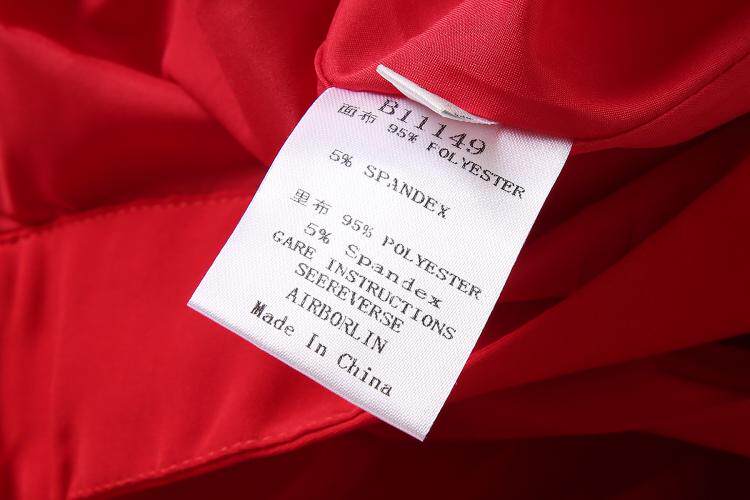 B11149
面布 95% POLYESTER
5% SPANDEX
里布 95% POLYESTER
5% Spandex
GARE INSTRUCTIONS
SEEREVERSE
AIRBORLIN
Made In China